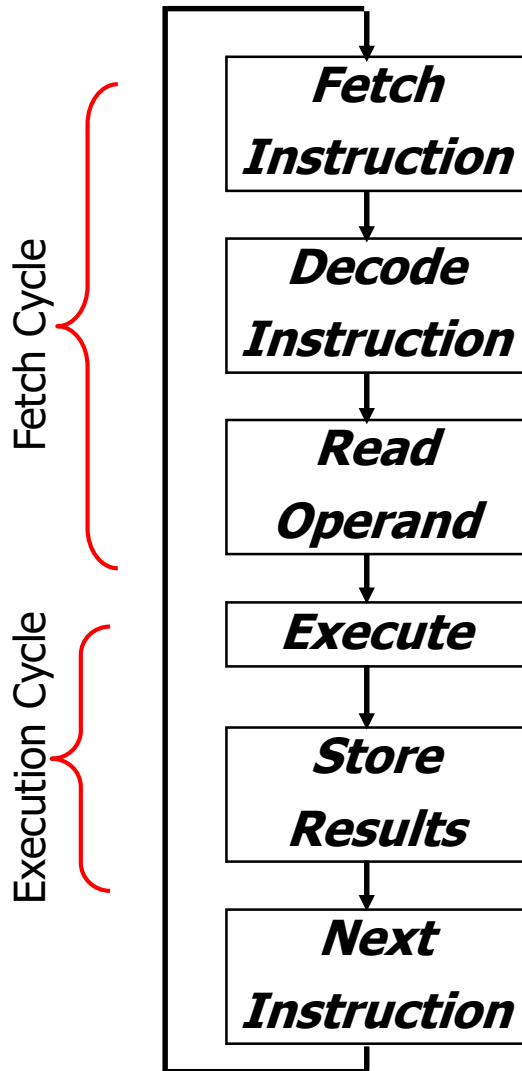 Fetch
Instruction
Decode
Instruction
Read
Operand
Fetch Cycle
Execute
Store
Results
Execution Cycle
Next
Instruction